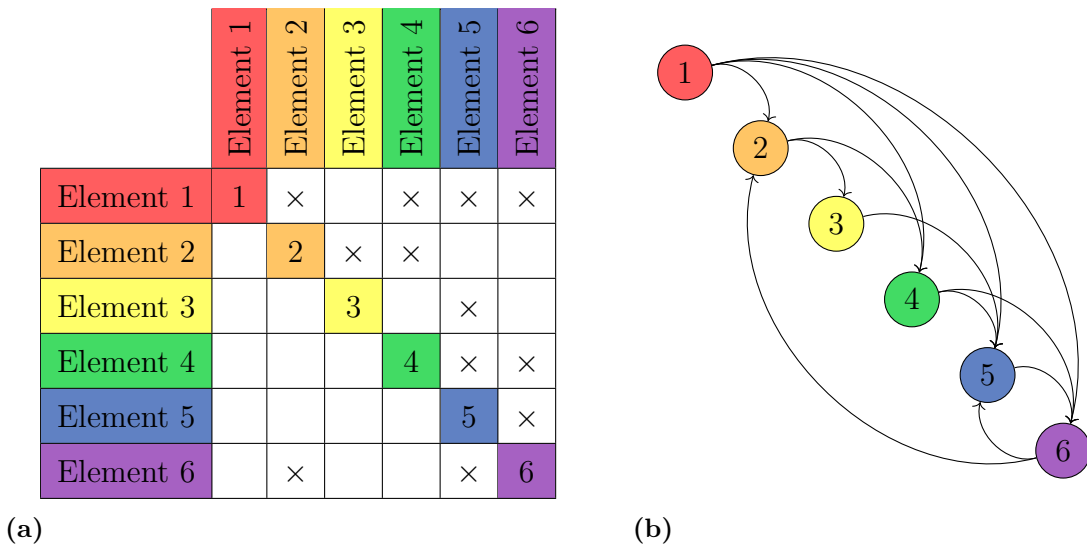 Element 1 Element 2 Element 3 Element 4 Element 5 Element 6
Element 1 1 × × × ×
Element 2 2 × ×
Element 3 3 ×
Element 4 4 × ×
Element 5 5 ×
Element 6 × × 6
(a)
1
2
3
4
5
6
(b)